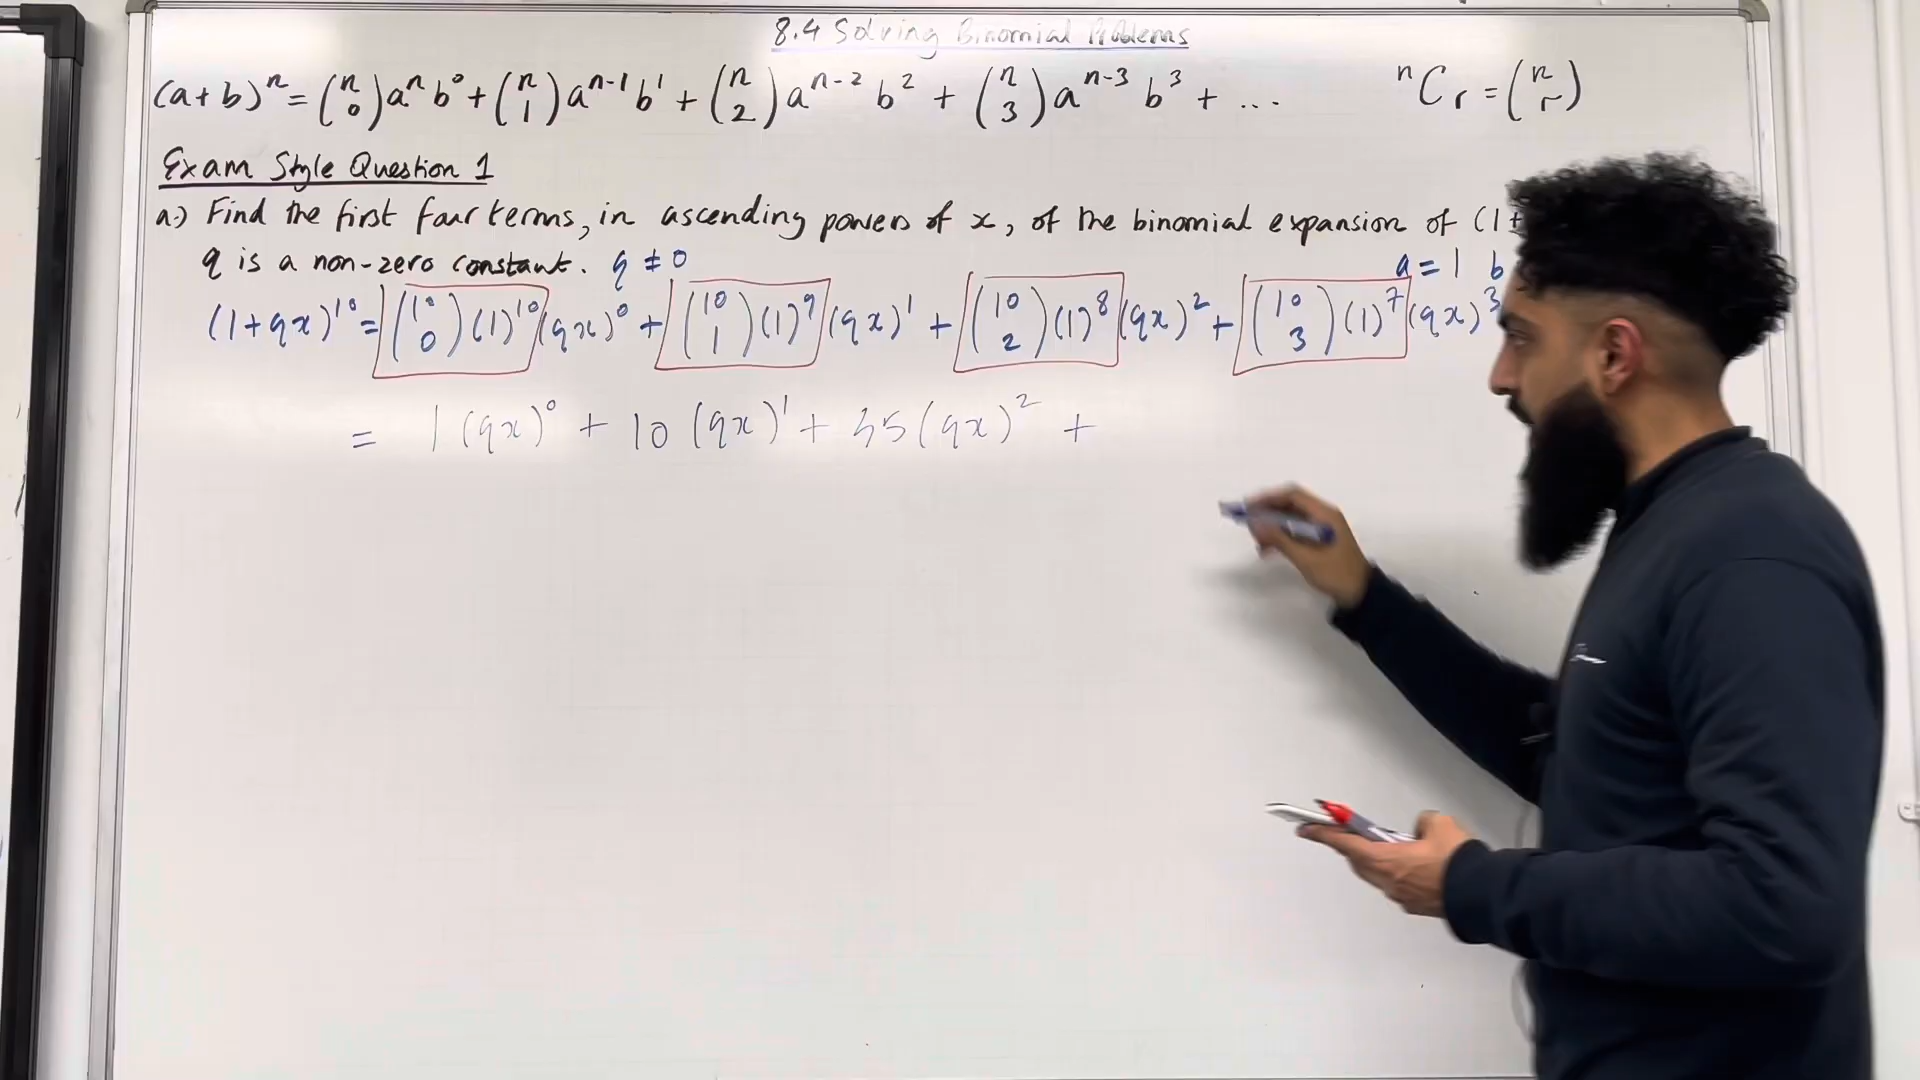 8.4 Solving Binomial Problems
(a+b)^n = (n 0) a^n b^0 + (n 1) a^{n-1} b^1 + (n 2) a^{n-2} b^2 + (n 3) a^{n-3} b^3 + ...   ^nC_r = (n r)
Exam Style Question 1
a.) Find the first four terms, in ascending powers of x, of the binomial expansion of (1+
q is a non-zero constant. q ≠ 0   a = 1   b
(1+qx)^10 = (10 0)(1)^10 (qx)^0 + (10 1)(1)^9 (qx)^1 + (10 2)(1)^8 (qx)^2 + (10 3)(1)^7 (qx)^3
= 1(qx)^0 + 10(qx)^1 + 45(qx)^2 +